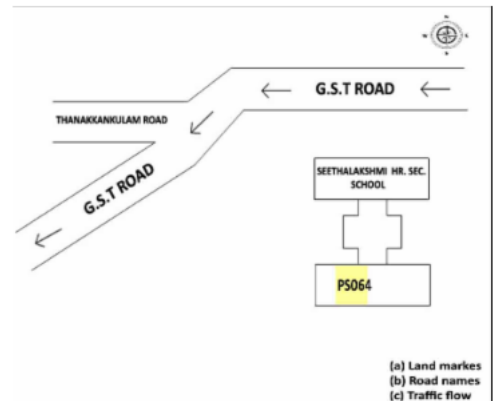 G.S.T ROAD
THANAKKANKULAM ROAD
G.S.T ROAD
SEETHALAKSHMI HR. SEC.
SCHOOL
PS064
(a) Land markes
(b) Road names
(c) Traffic flow